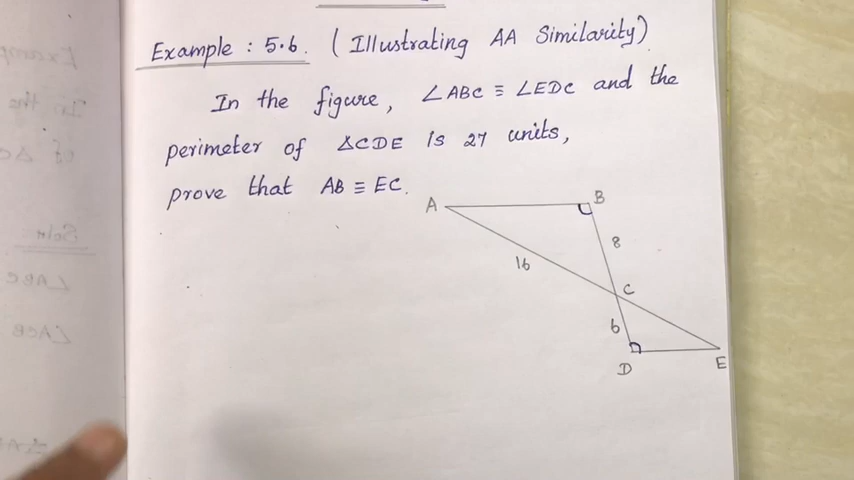 Example : 5.6. ( Illustrating AA Similarity)
In the figure, ∠ABC ≡ ∠EDC and the
perimeter of ΔCDE is 27 units,
prove that AB ≡ EC.
A
B
8
16
C
6
D
E